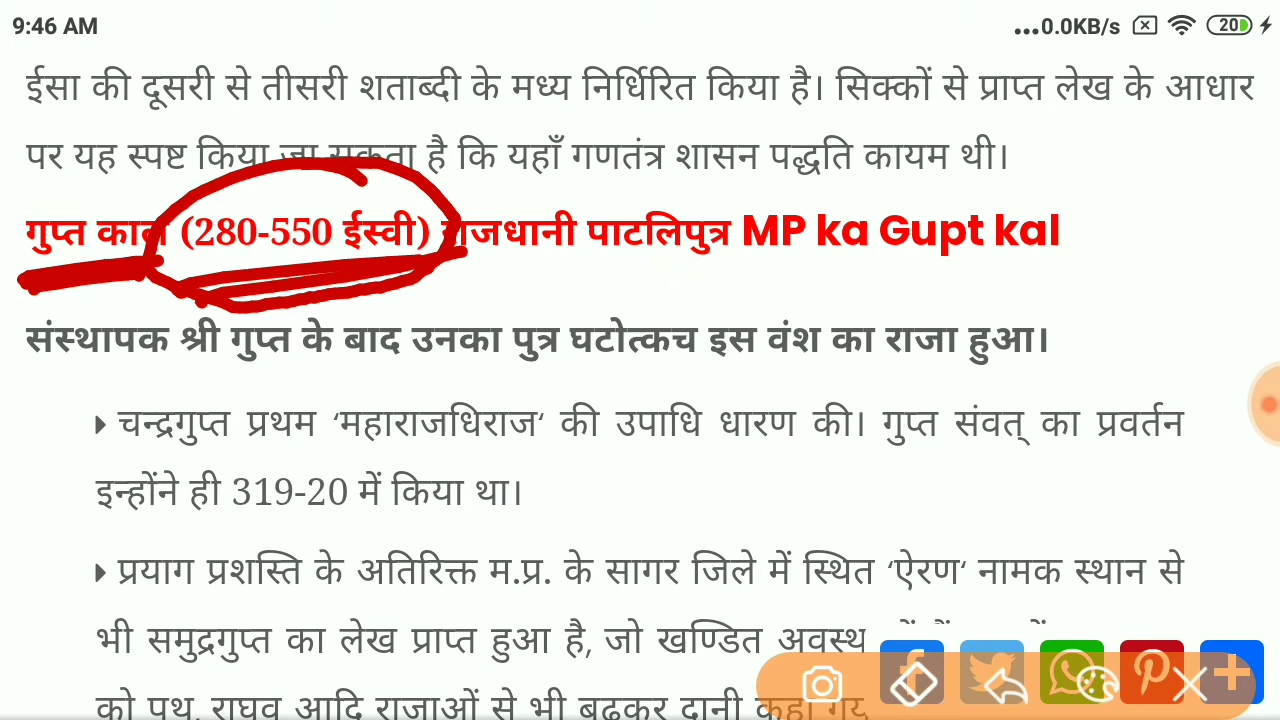 9:46 AM
...0.0KB/s
20
ईसा की दूसरी से तीसरी शताब्दी के मध्य निर्धिरित किया है। सिक्कों से प्राप्त लेख के आधार
पर यह स्पष्ट किया जा सकता है कि यहाँ गणतंत्र शासन पद्धति कायम थी।
गुप्त काल (280-550 ईस्वी) राजधानी पाटलिपुत्र MP ka Gupt kal
संस्थापक श्री गुप्त के बाद उनका पुत्र घटोत्कच इस वंश का राजा हुआ।
चन्द्रगुप्त प्रथम ‘महाराजधिराज‘ की उपाधि धारण की। गुप्त संवत् का प्रवर्तन
इन्होंने ही 319-20 में किया था।
प्रयाग प्रशस्ति के अतिरिक्त म.प्र. के सागर जिले में स्थित ‘ऐरण‘ नामक स्थान से
भी समुद्रगुप्त का लेख प्राप्त हुआ है, जो खण्डित
को पृथ, राघव आदि राजाओं से भी बढ़कर दानी कहा